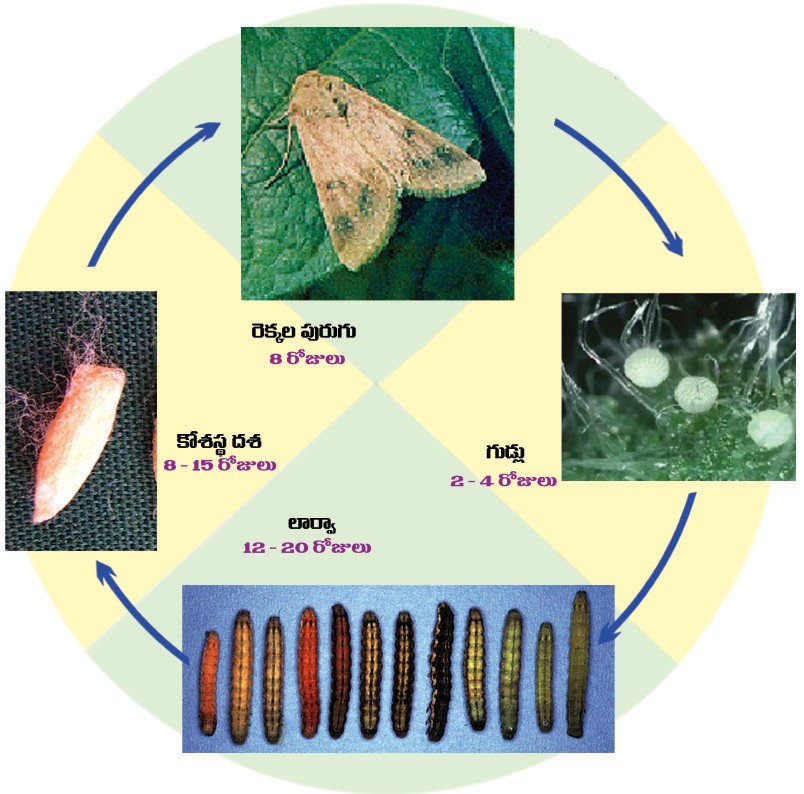 రెక్కల పురుగు
8 రోజులు
గుడ్లు
2 - 4 రోజులు
లార్వా
12 - 20 రోజులు
కోశస్థ దశ
8 - 15 రోజులు